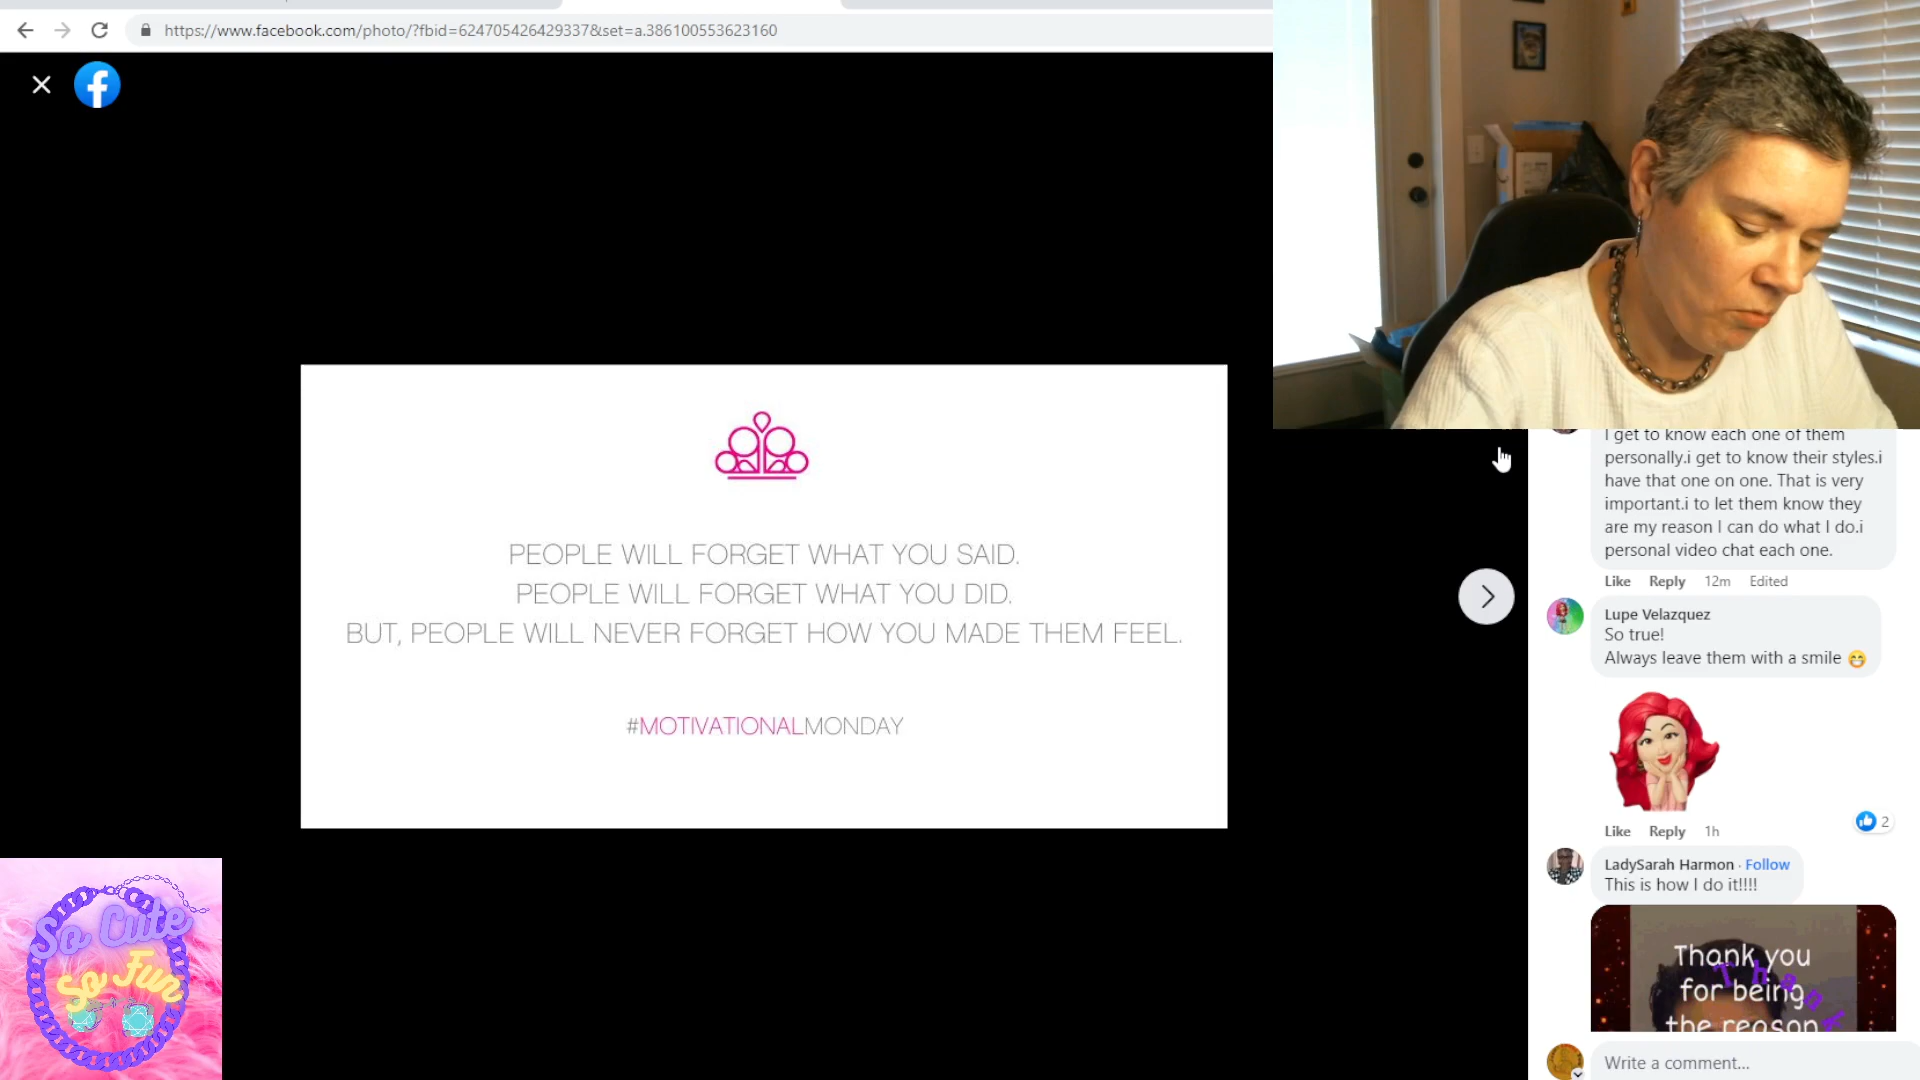 https://www.facebook.com/photo/?fbid=624705426429337&set=a.386100553623160
PEOPLE WILL FORGET WHAT YOU SAID.
PEOPLE WILL FORGET WHAT YOU DID.
BUT, PEOPLE WILL NEVER FORGET HOW YOU MADE THEM FEEL.
#MOTIVATIONALMONDAY
So Cute
So Fun
I get to know each one of them
personally.i get to know their styles.i
have that one on one. That is very
important.i to let them know they
are my reason I can do what I do.i
personal video chat each one.
Like Reply 12m Edited
Lupe Velazquez
So true!
Always leave them with a smile 😁
Like Reply 1h
2
LadySarah Harmon · Follow
This is how I do it!!!!
Thank you
for being
the reason
Thank
Write a comment...